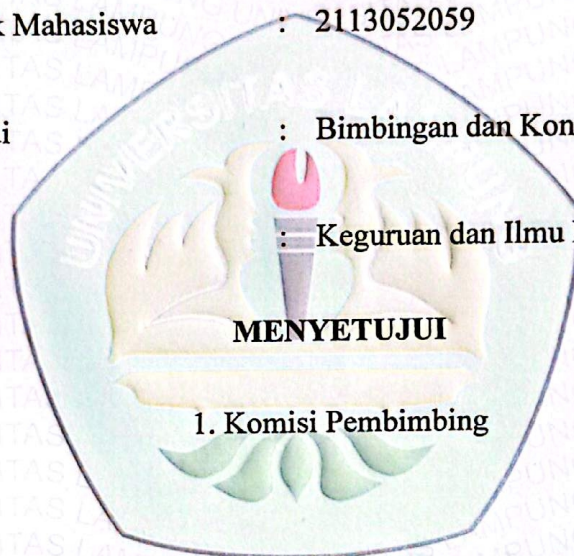 k Mahasiswa : 2113052059
: Bimbingan dan Kon
: Keguruan dan Ilmu
MENYETUJUI
1. Komisi Pembimbing